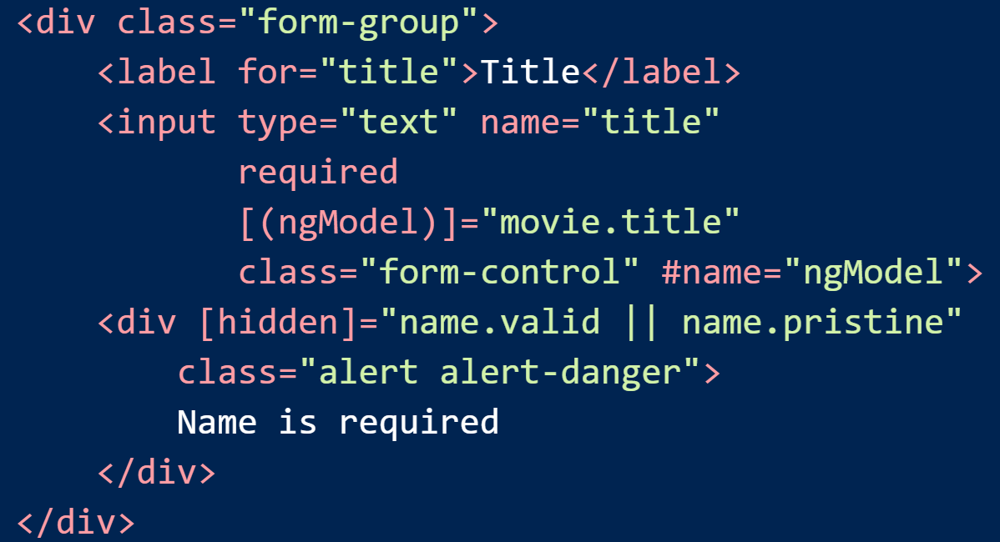 <div class="form-group">
    <label for="title">Title</label>
    <input type="text" name="title"
           required
           [(ngModel)]="movie.title"
           class="form-control" #name="ngModel">
    <div [hidden]="name.valid || name.pristine"
        class="alert alert-danger">
        Name is required
    </div>
</div>